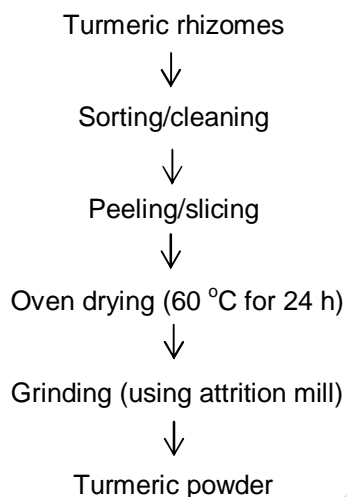 Turmeric rhizomes
Sorting/cleaning
Peeling/slicing
Oven drying (60 °C for 24 h)
Grinding (using attrition mill)
Turmeric powder